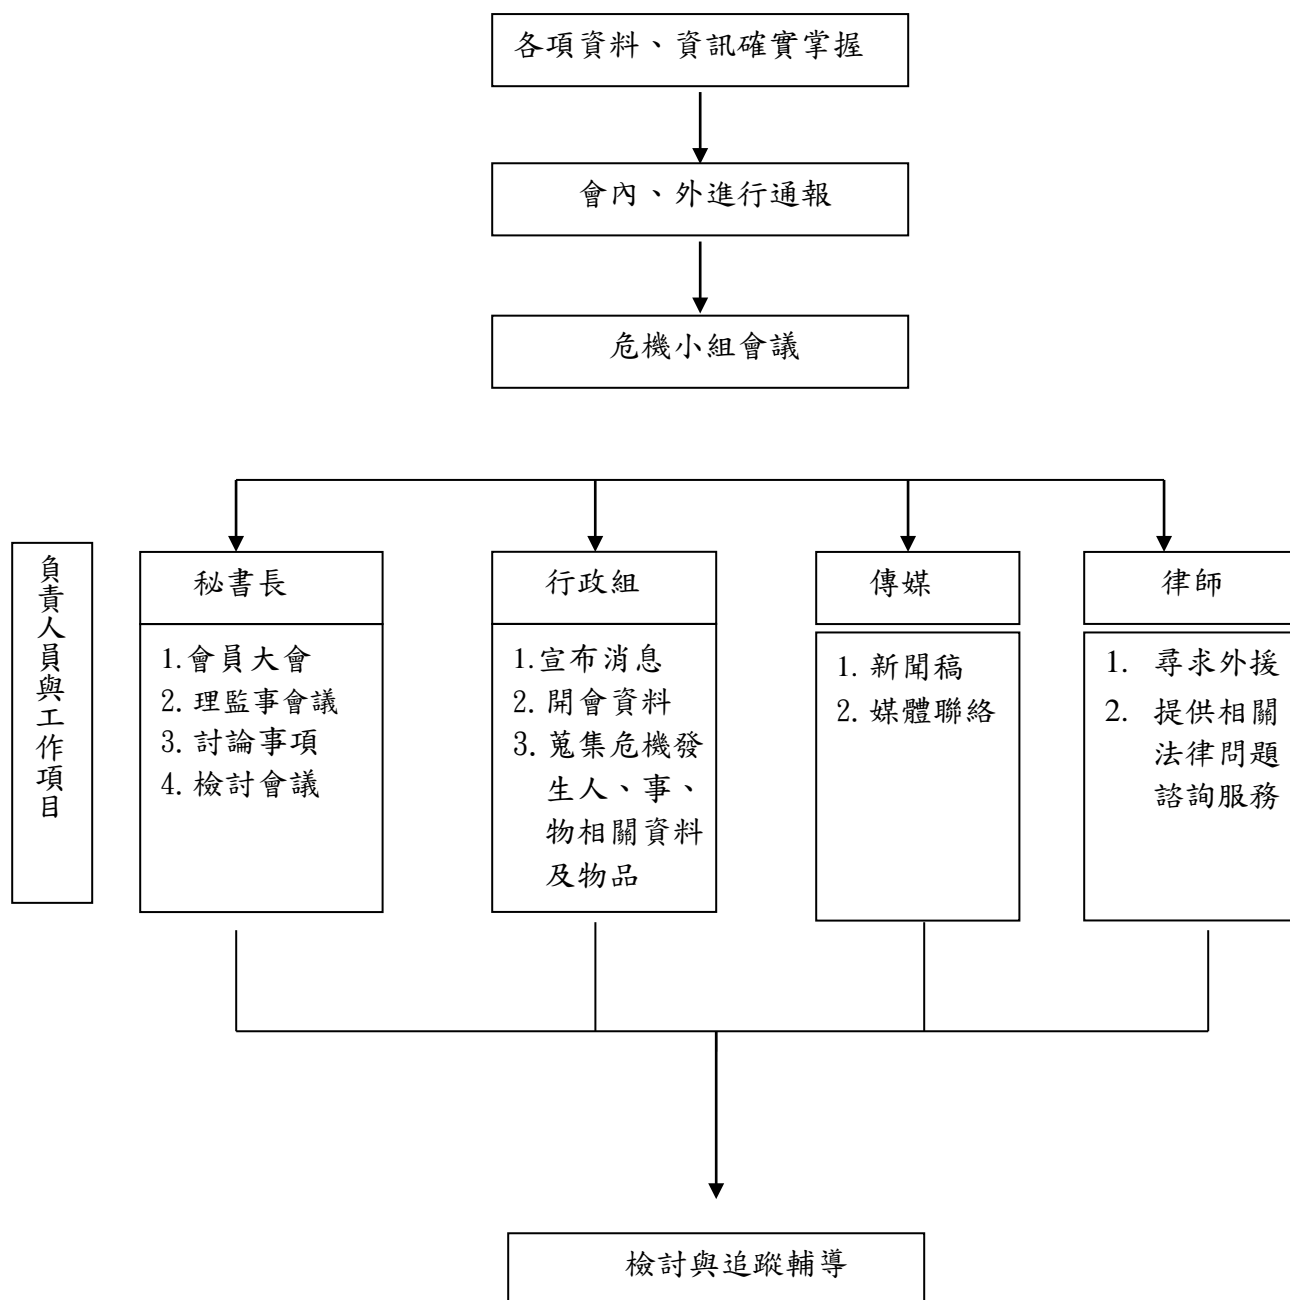 各項資料、資訊確實掌握
會內、外進行通報
危機小組會議
負責人員與工作項目
秘書長
1.會員大會
2.理監事會議
3.討論事項
4.檢討會議
行政組
1.宣布消息
2.開會資料
3.蒐集危機發
生人、事、
物相關資料
及物品
傳媒
1.新聞稿
2.媒體聯絡
律師
1. 尋求外援
2. 提供相關
法律問題
諮詢服務
檢討與追蹤輔導